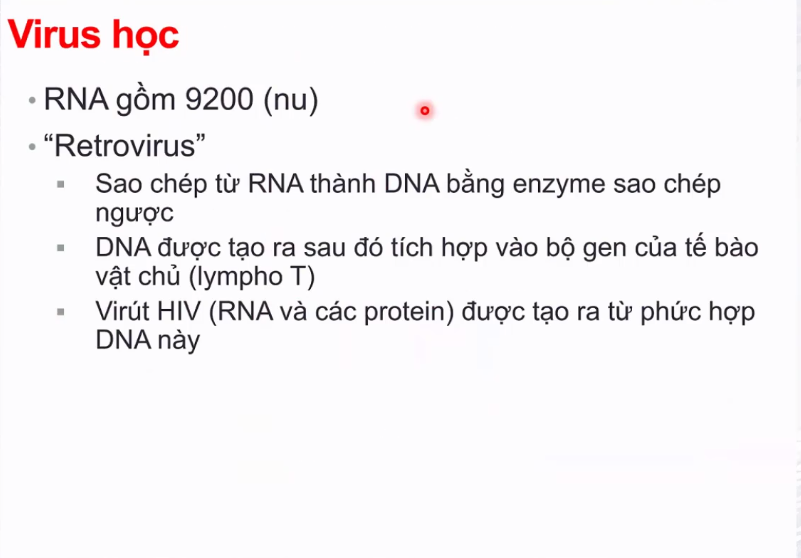 Virus học
• RNA gồm 9200 (nu)
• “Retrovirus”
▪ Sao chép từ RNA thành DNA bằng enzyme sao chép
ngược
▪ DNA được tạo ra sau đó tích hợp vào bộ gen của tế bào
vật chủ (lympho T)
▪ Virút HIV (RNA và các protein) được tạo ra từ phức hợp
DNA này